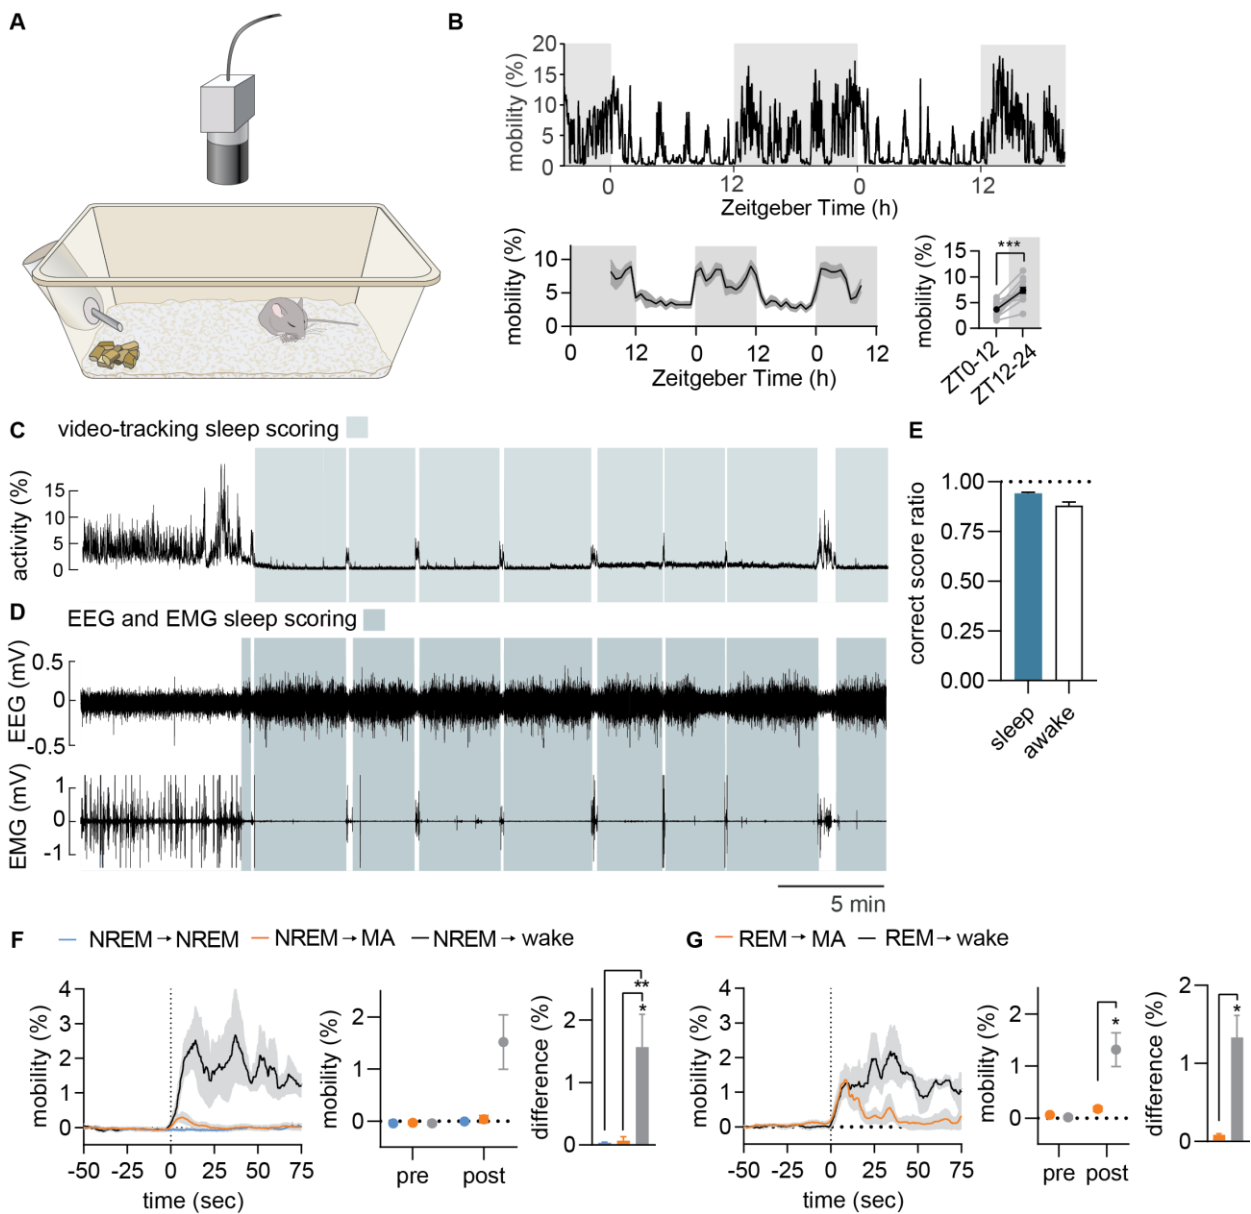 A
B
mobility (%)
20
15
10
5
0
0
12
0
12
Zeitgeber Time (h)
mobility (%)
10
5
0
0
12
0
12
0
12
Zeitgeber Time (h)
mobility (%)
15
10
5
0
***
ZT0-12
ZT12-24
C
video-tracking sleep scoring
activity (%)
15
10
5
0
D
EEG and EMG sleep scoring
EEG (mV)
0.5
0
-0.5
EMG (mV)
1
0
-1
5 min
E
correct score ratio
1.00
0.75
0.50
0.25
0.00
sleep
awake
F
NREM→NREM
NREM→MA
NREM→wake
mobility (%)
4
3
2
1
0
-50
-25
0
25
50
75
time (sec)
mobility (%)
2
1
0
pre
post
difference (%)
2
1
0
**
*
G
REM→MA
REM→wake
mobility (%)
4
3
2
1
0
-50
-25
0
25
50
75
time (sec)
mobility (%)
2
1
0
*
pre
post
difference (%)
2
1
0
*